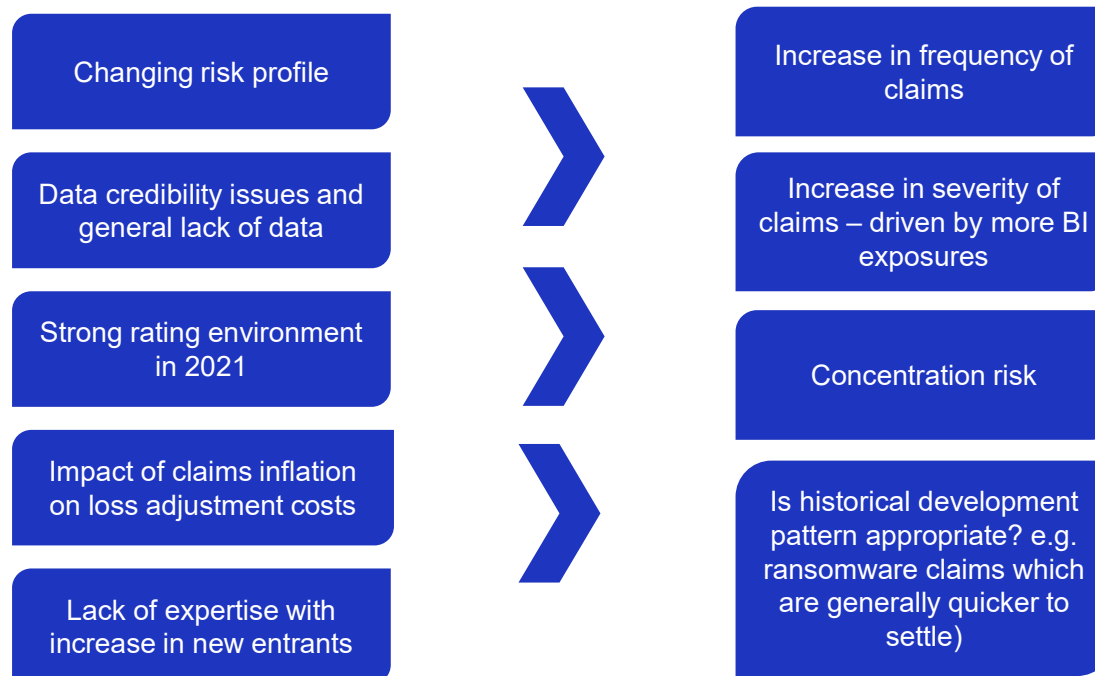 Changing risk profile
Data credibility issues and
general lack of data
Strong rating environment
in 2021
Impact of claims inflation
on loss adjustment costs
Lack of expertise with
increase in new entrants
Increase in frequency of
claims
Increase in severity of
claims – driven by more BI
exposures
Concentration risk
Is historical development
pattern appropriate? e.g.
ransomware claims which
are generally quicker to
settle)